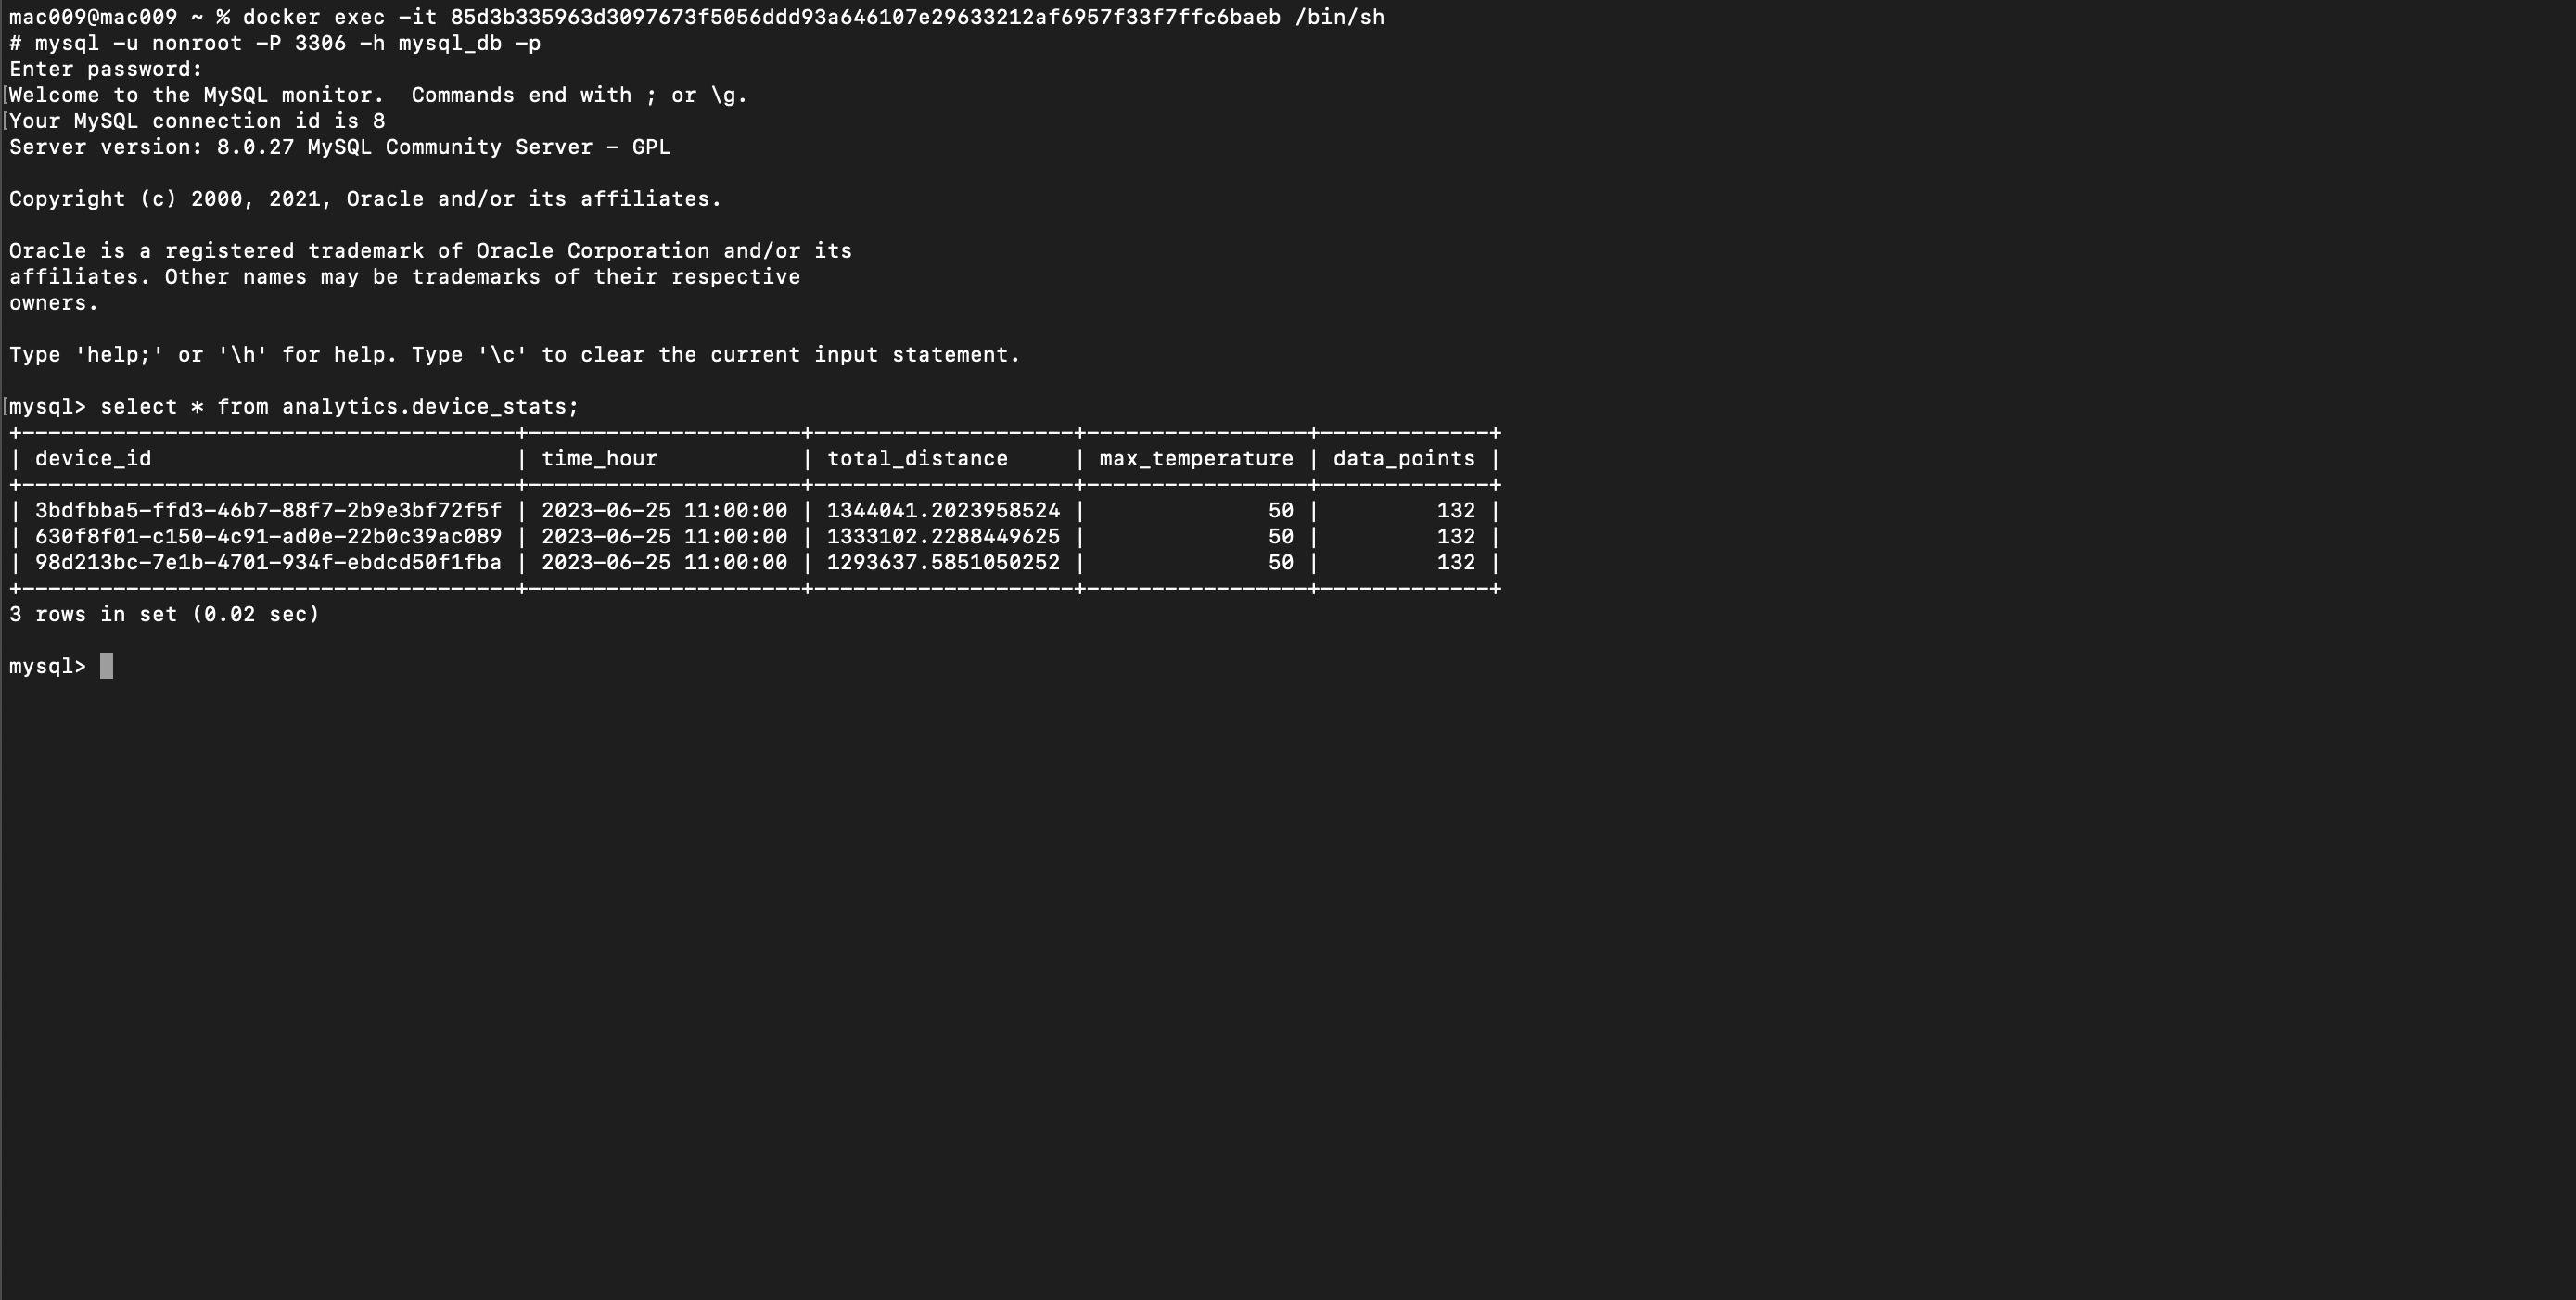 mac009@mac009 ~ % docker exec -it 85d3b335963d3097673f5056ddd93a646107e29633212af6957f33f7ffc6baeb /bin/sh
# mysql -u nonroot -P 3306 -h mysql_db -p
Enter password:
[Welcome to the MySQL monitor.  Commands end with ; or \g.
[Your MySQL connection id is 8
Server version: 8.0.27 MySQL Community Server - GPL

Copyright (c) 2000, 2021, Oracle and/or its affiliates.

Oracle is a registered trademark of Oracle Corporation and/or its
affiliates. Other names may be trademarks of their respective
owners.

Type 'help;' or '\h' for help. Type '\c' to clear the current input statement.

[mysql> select * from analytics.device_stats;
+--------------------------------------+---------------------+--------------------+-----------------+-------------+
| device_id                            | time_hour           | total_distance     | max_temperature | data_points |
+--------------------------------------+---------------------+--------------------+-----------------+-------------+
| 3bdfbba5-ffd3-46b7-88f7-2b9e3bf72f5f | 2023-06-25 11:00:00 | 1344041.2023958524 |              50 |         132 |
| 630f8f01-c150-4c91-ad0e-22b0c39ac089 | 2023-06-25 11:00:00 | 1333102.2288449625 |              50 |         132 |
| 98d213bc-7e1b-4701-934f-ebdcd50f1fba | 2023-06-25 11:00:00 | 1293637.5851050252 |              50 |         132 |
+--------------------------------------+---------------------+--------------------+-----------------+-------------+
3 rows in set (0.02 sec)

mysql>